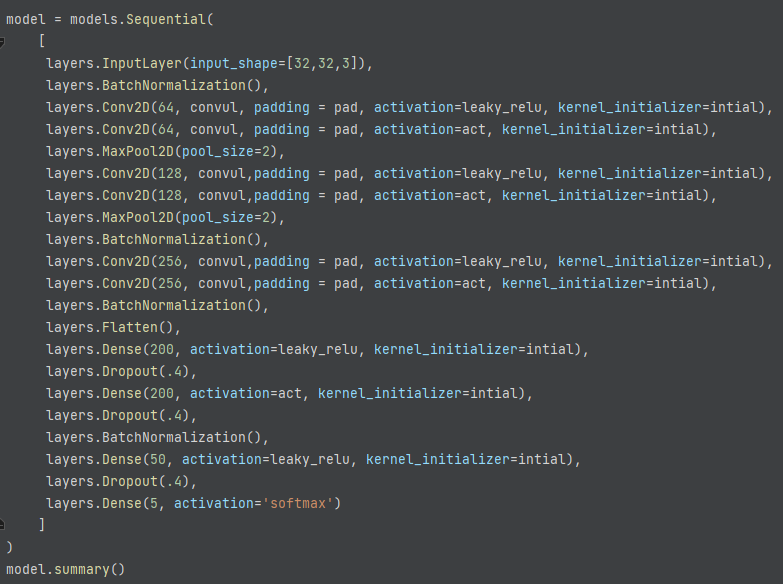 model = models.Sequential(
    [
     layers.InputLayer(input_shape=[32,32,3]),
     layers.BatchNormalization(),
     layers.Conv2D(64, convul, padding = pad, activation=leaky_relu, kernel_initializer=intial),
     layers.Conv2D(64, convul, padding = pad, activation=act, kernel_initializer=intial),
     layers.MaxPool2D(pool_size=2),
     layers.Conv2D(128, convul,padding = pad, activation=leaky_relu, kernel_initializer=intial),
     layers.Conv2D(128, convul,padding = pad, activation=act, kernel_initializer=intial),
     layers.MaxPool2D(pool_size=2),
     layers.BatchNormalization(),
     layers.Conv2D(256, convul,padding = pad, activation=leaky_relu, kernel_initializer=intial),
     layers.Conv2D(256, convul,padding = pad, activation=act, kernel_initializer=intial),
     layers.BatchNormalization(),
     layers.Flatten(),
     layers.Dense(200, activation=leaky_relu, kernel_initializer=intial),
     layers.Dropout(.4),
     layers.Dense(200, activation=act, kernel_initializer=intial),
     layers.Dropout(.4),
     layers.BatchNormalization(),
     layers.Dense(50, activation=leaky_relu, kernel_initializer=intial),
     layers.Dropout(.4),
     layers.Dense(5, activation='softmax')
    ]
)
model.summary()